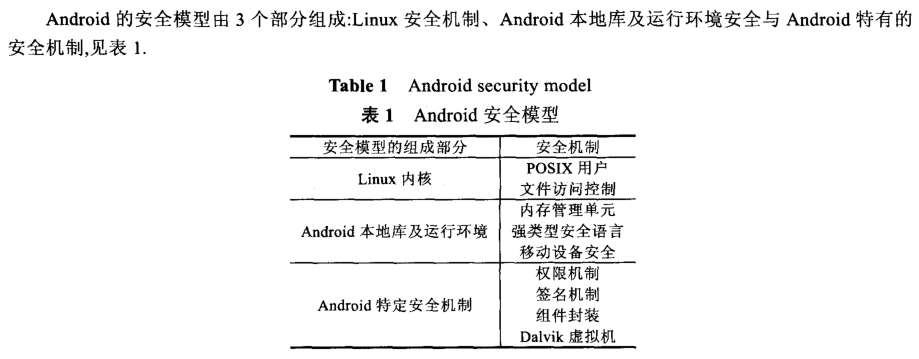 Android 的安全模型由 3 个部分组成:Linux 安全机制、Android 本地库及运行环境安全与 Android 特有的
安全机制,见表 1.
Table 1 Android security model
表 1 Android 安全模型
安全模型的组成部分 安全机制
Linux 内核 POSIX 用户
文件访问控制
Android 本地库及运行环境 内存管理单元
强类型安全语言
移动设备安全
Android 特定安全机制 权限机制
签名机制
组件封装
Dalvik 虚拟机